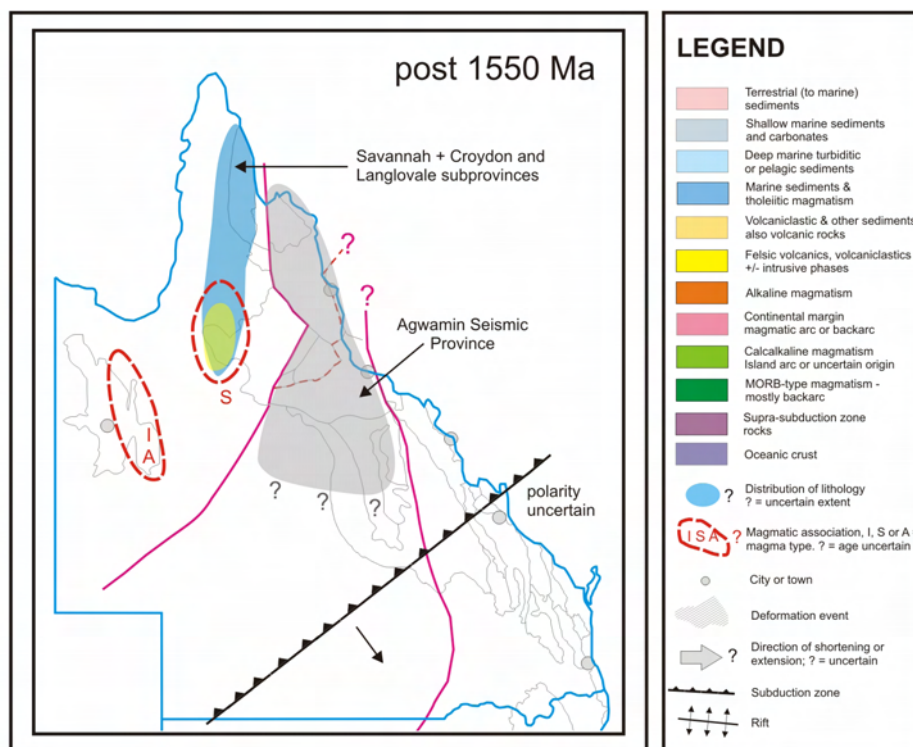 post 1550 Ma
Savannah + Croydon and
Langlovale subprovinces
?
?
Agwamin Seismic
Province
S
I
A
?
?
?
polarity
uncertain
LEGEND
Terrestrial (to marine)
sediments
Shallow marine sediments
and carbonates
Deep marine turbiditic
or pelagic sediments
Marine sediments &
tholeiitic magmatism
Volcaniclastic & other sediments
also volcanic rocks
Felsic volcanics, volcaniclastics
+/- intrusive phases
Alkaline magmatism
Continental margin
magmatic arc or backarc
Calcalkaline magmatism
Island arc or uncertain origin
MORB-type magmatism -
mostly backarc
Supra-subduction zone
rocks
Oceanic crust
? Distribution of lithology
? = uncertain extent
I S A ? Magmatic association, I, S or A
magma type. ? = age uncertain
City or town
Deformation event
? Direction of shortening or
extension; ? = uncertain
Subduction zone
Rift